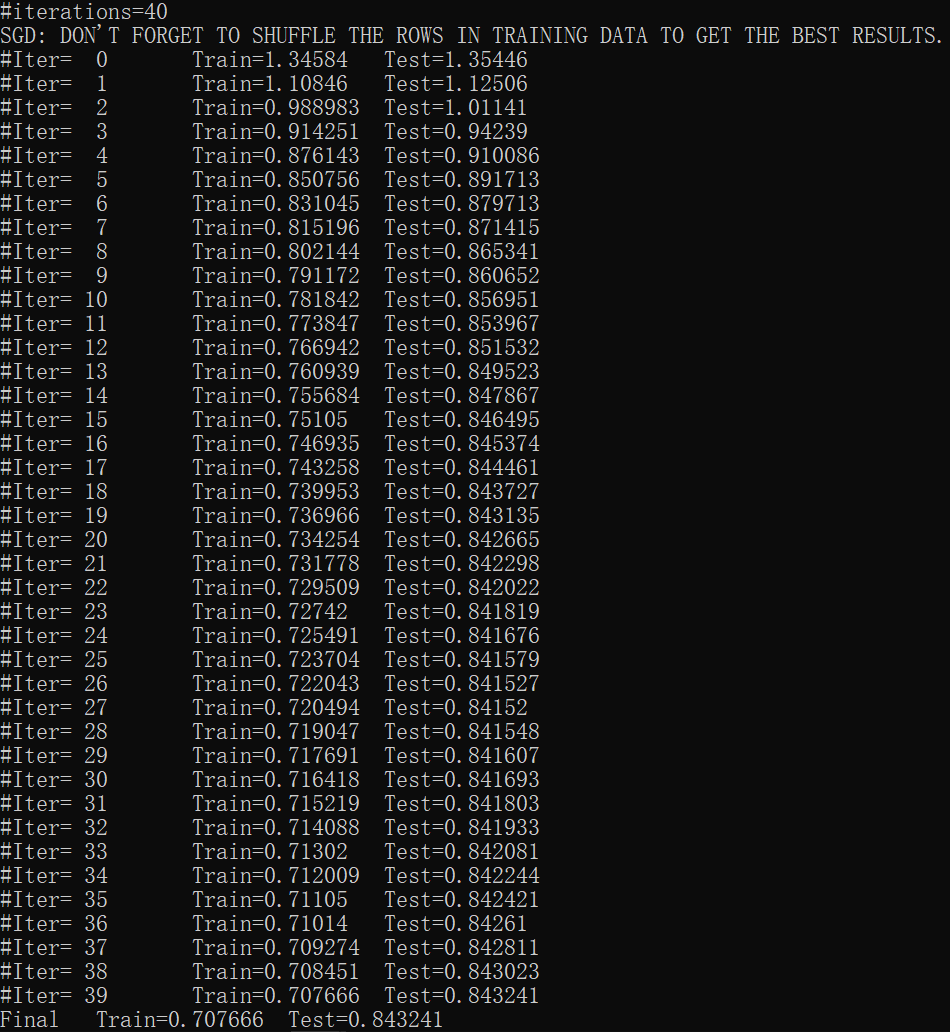 #iterations=40
SGD: DON'T FORGET TO SHUFFLE THE ROWS IN TRAINING DATA TO GET THE BEST RESULTS.
#Iter=  0       Train=1.34584   Test=1.35446
#Iter=  1       Train=1.10846   Test=1.12506
#Iter=  2       Train=0.988983  Test=1.01141
#Iter=  3       Train=0.914251  Test=0.94239
#Iter=  4       Train=0.876143  Test=0.910086
#Iter=  5       Train=0.850756  Test=0.891713
#Iter=  6       Train=0.831045  Test=0.879713
#Iter=  7       Train=0.815196  Test=0.871415
#Iter=  8       Train=0.802144  Test=0.865341
#Iter=  9       Train=0.791172  Test=0.860652
#Iter= 10       Train=0.781842  Test=0.856951
#Iter= 11       Train=0.773847  Test=0.853967
#Iter= 12       Train=0.766942  Test=0.851532
#Iter= 13       Train=0.760939  Test=0.849523
#Iter= 14       Train=0.755684  Test=0.847867
#Iter= 15       Train=0.75105   Test=0.846495
#Iter= 16       Train=0.746935  Test=0.845374
#Iter= 17       Train=0.743258  Test=0.844461
#Iter= 18       Train=0.739953  Test=0.843727
#Iter= 19       Train=0.736966  Test=0.843135
#Iter= 20       Train=0.734254  Test=0.842665
#Iter= 21       Train=0.731778  Test=0.842298
#Iter= 22       Train=0.729509  Test=0.842022
#Iter= 23       Train=0.72742   Test=0.841819
#Iter= 24       Train=0.725491  Test=0.841676
#Iter= 25       Train=0.723704  Test=0.841579
#Iter= 26       Train=0.722043  Test=0.841527
#Iter= 27       Train=0.720494  Test=0.84152
#Iter= 28       Train=0.719047  Test=0.841548
#Iter= 29       Train=0.717691  Test=0.841607
#Iter= 30       Train=0.716418  Test=0.841693
#Iter= 31       Train=0.715219  Test=0.841803
#Iter= 32       Train=0.714088  Test=0.841933
#Iter= 33       Train=0.71302   Test=0.842081
#Iter= 34       Train=0.712009  Test=0.842244
#Iter= 35       Train=0.71105   Test=0.842421
#Iter= 36       Train=0.71014   Test=0.84261
#Iter= 37       Train=0.709274  Test=0.842811
#Iter= 38       Train=0.708451  Test=0.843023
#Iter= 39       Train=0.707666  Test=0.843241
Final   Train=0.707666  Test=0.843241